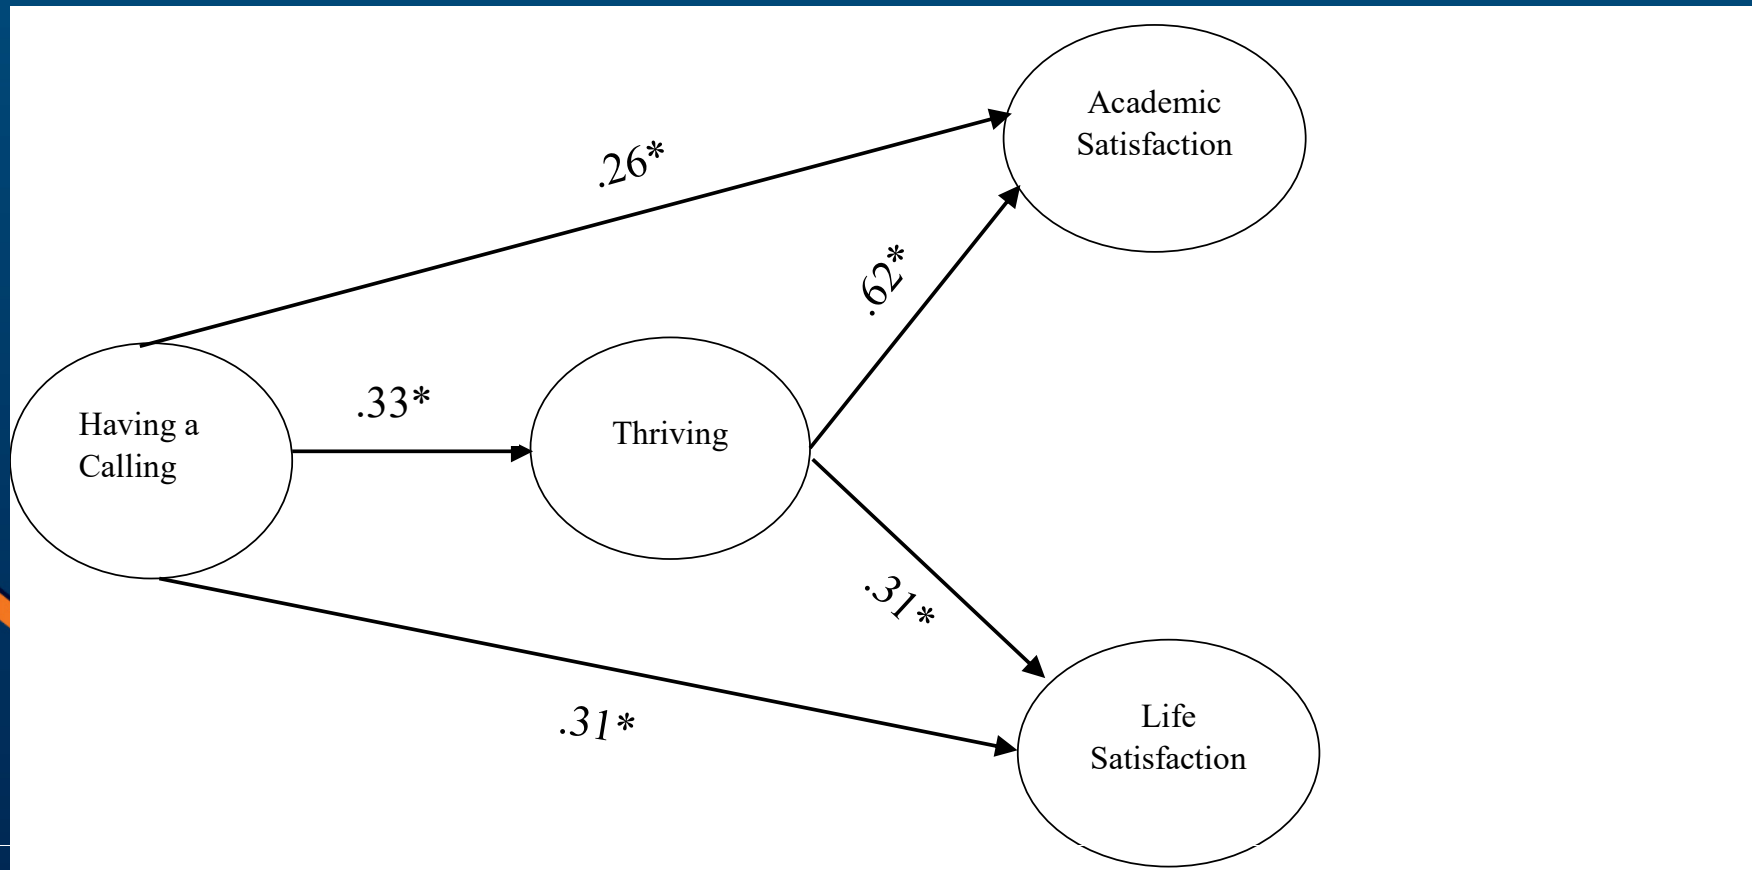 Academic
Satisfaction
.26*
.62*
.33*
Having a
Calling
Thriving
.31*
.31*
Life
Satisfaction